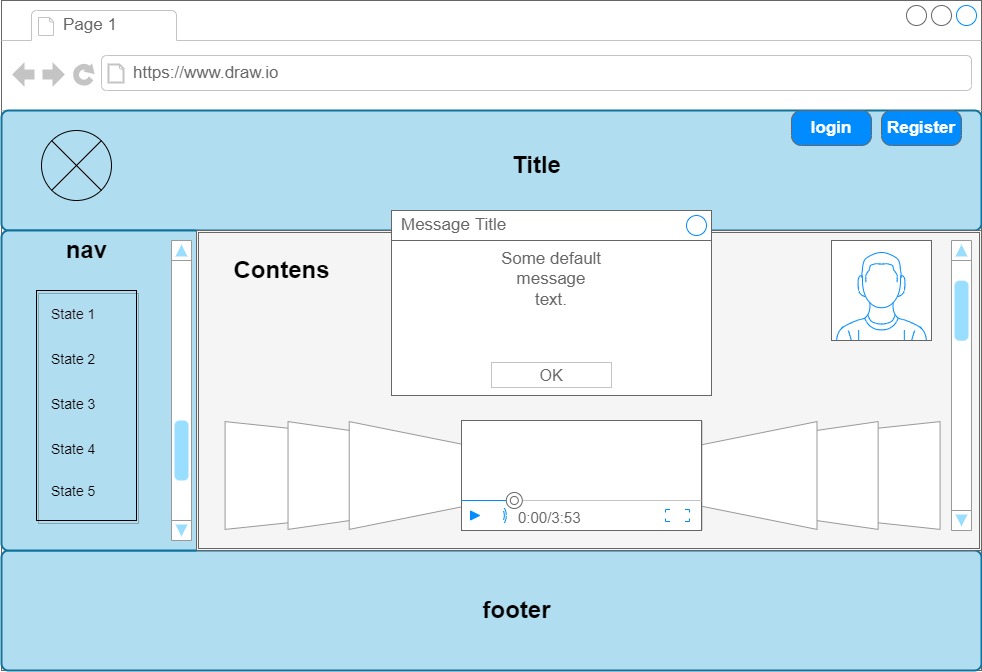 Page 1
https://www.draw.io
login
Register
Title
nav
Message Title
Contens
Some default
message
text.
OK
State 1
State 2
State 3
State 4
State 5
0:00/3:53
footer